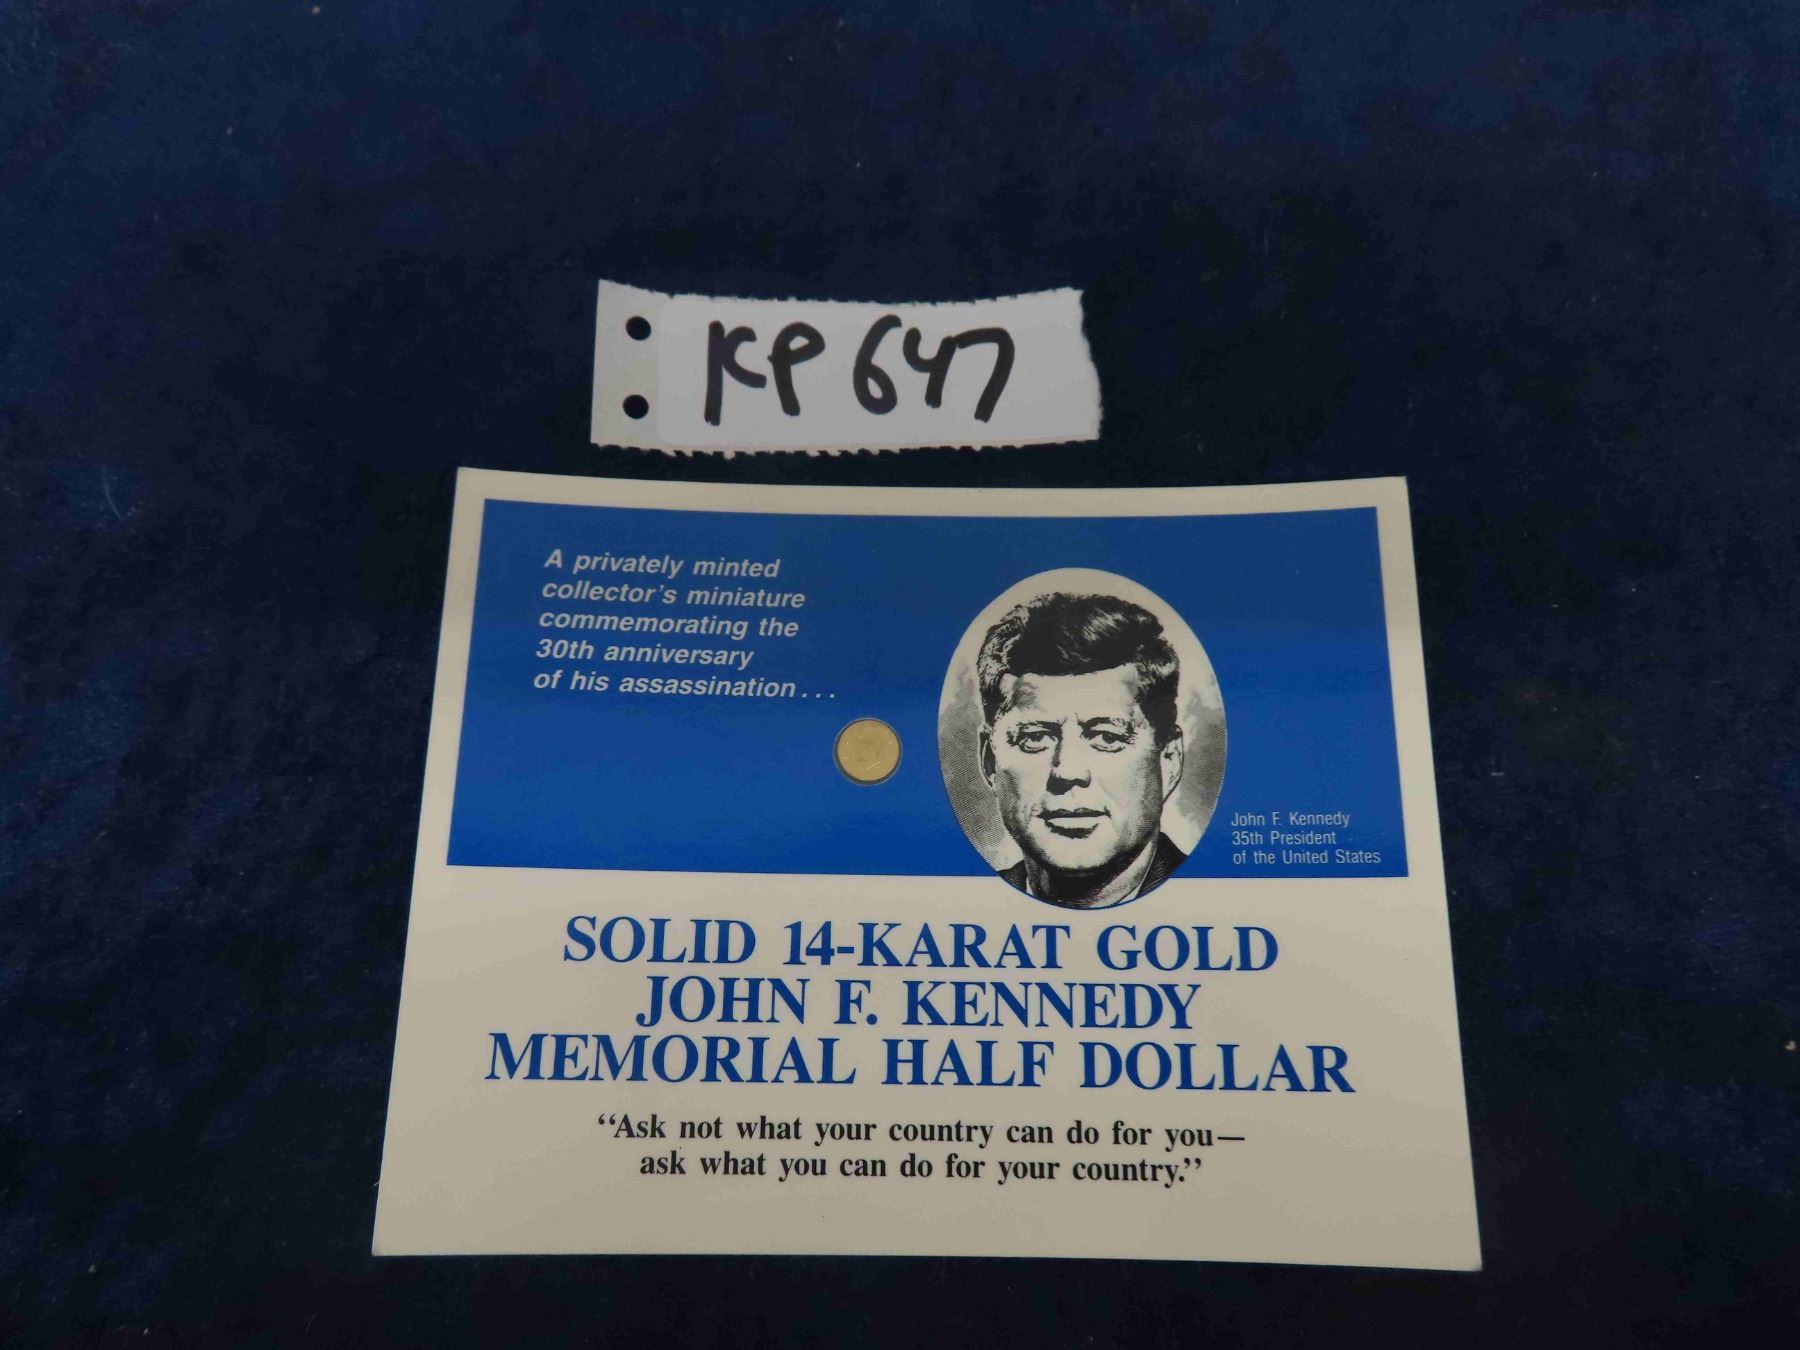 KP 647
A privately minted
collector's miniature
commemorating the
30th anniversary
of his assassination...
John F. Kennedy
35th President
of the United States
SOLID 14-KARAT GOLD
JOHN F. KENNEDY
MEMORIAL HALF DOLLAR
“Ask not what your country can do for you—
ask what you can do for your country.”